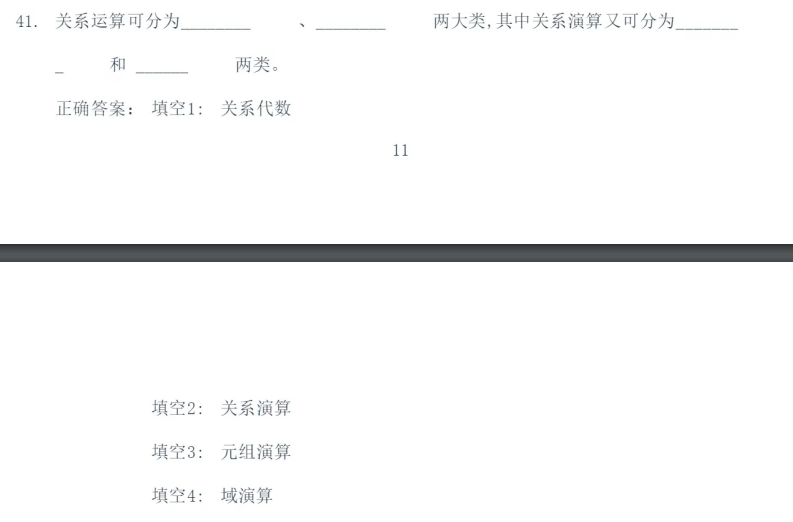 41. 关系运算可分为________ 、________ 两大类,其中关系演算又可分为_______
_ 和 ______ 两类。
正确答案： 填空1: 关系代数
11
填空2: 关系演算
填空3: 元组演算
填空4: 域演算